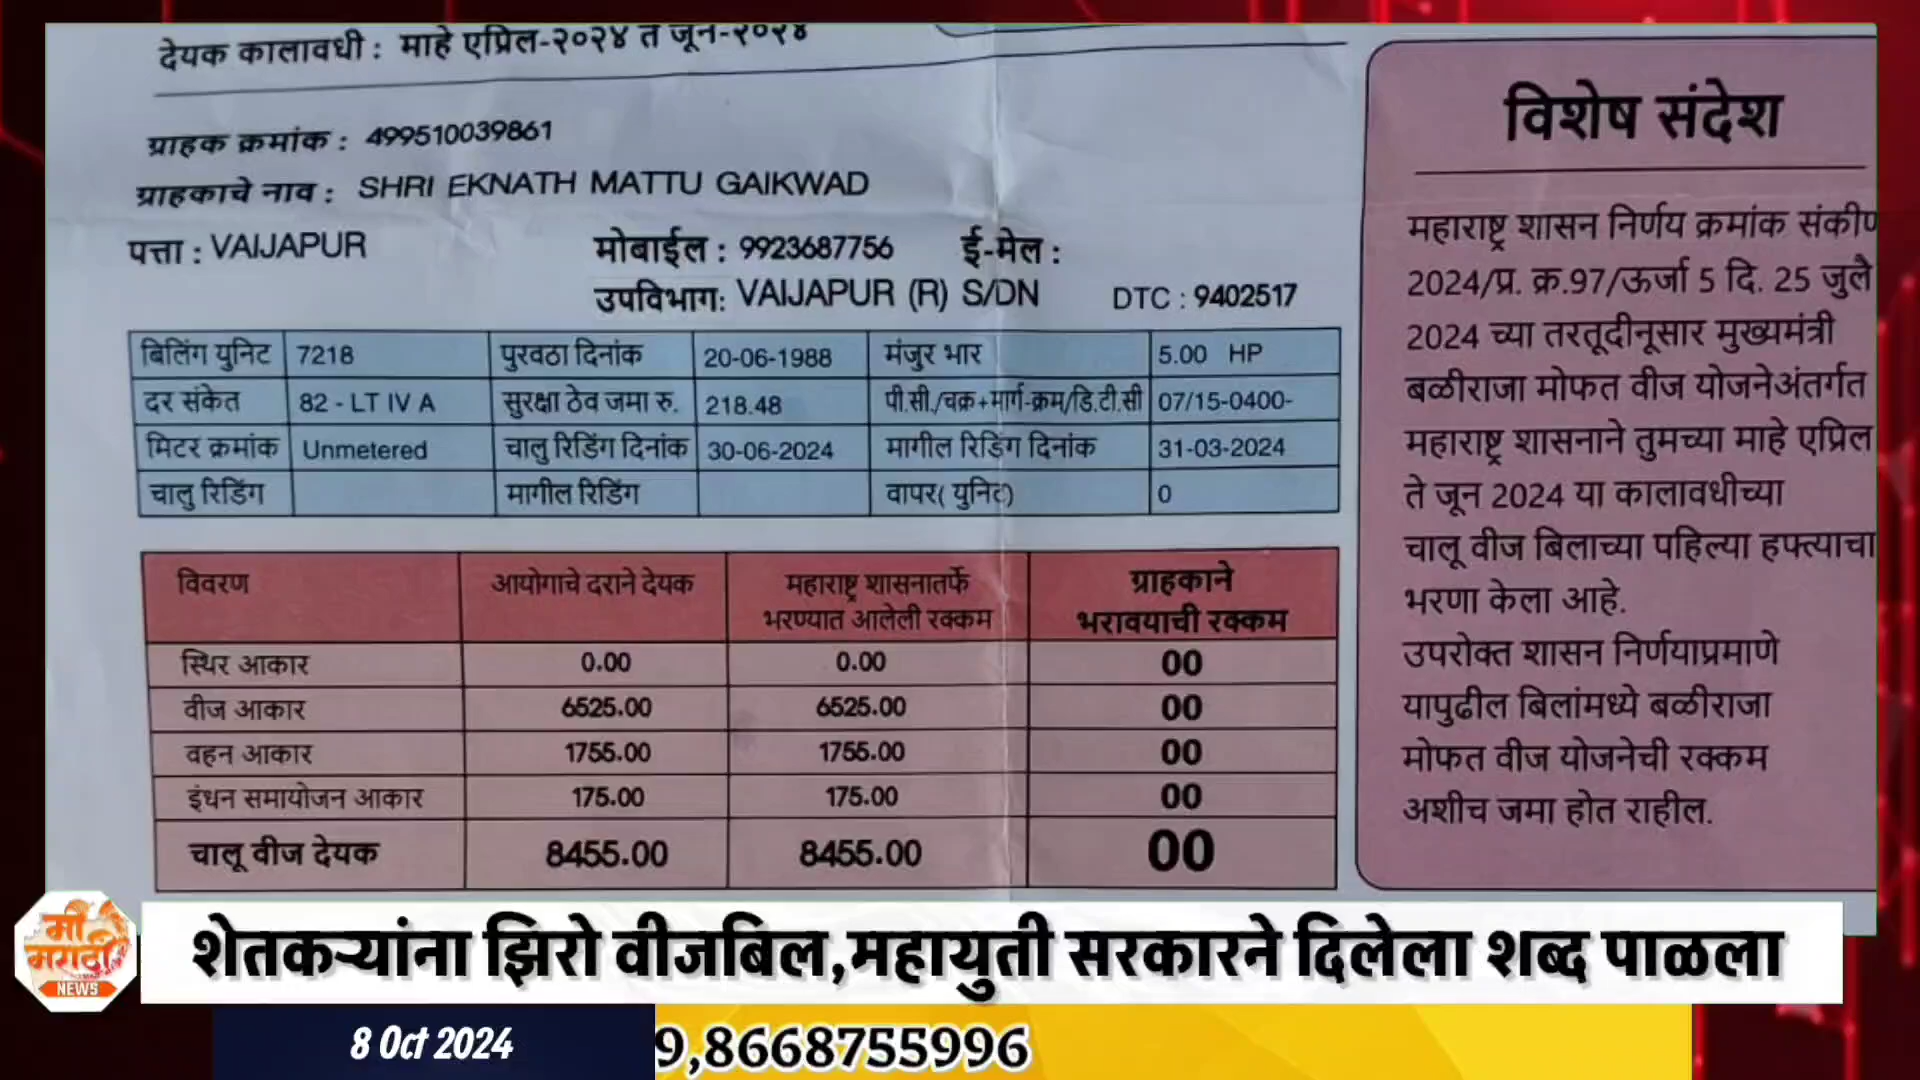 देयक कालावधी : माहे एप्रिल-२०२४ ते जून-२०२४
ग्राहक क्रमांक : 499510039861
ग्राहकाचे नाव : SHRI EKNATH MATTU GAIKWAD
पत्ता : VAIJAPUR मोबाईल : 9923687756 ई-मेल :
उपविभाग: VAIJAPUR (R) S/DN DTC : 9402517
बिलिंग युनिट 7218 पुरवठा दिनांक 20-06-1988 मंजुर भार 5.00 HP
दर संकेत 82 - LT IV A सुरक्षा ठेव जमा रु. 218.48 पी.सी./चक्र+मार्ग-क्रम/डि.टी.सी 07/15-0400-
मिटर क्रमांक Unmetered चालु रिडिंग दिनांक 30-06-2024 मागील रिडिंग दिनांक 31-03-2024
चालु रिडिंग मागील रिडिंग वापर( युनिट) 0
विवरण आयोगाचे दराने देयक महाराष्ट्र शासनातर्फे भरण्यात आलेली रक्कम ग्राहकाने भरावयाची रक्कम
स्थिर आकार 0.00 0.00 00
वीज आकार 6525.00 6525.00 00
वहन आकार 1755.00 1755.00 00
इंधन समायोजन आकार 175.00 175.00 00
चालू वीज देयक 8455.00 8455.00 00
विशेष संदेश
महाराष्ट्र शासन निर्णय क्रमांक संकीण
2024/प्र. क्र.97/ऊर्जा 5 दि. 25 जुलै
2024 च्या तरतूदीनूसार मुख्यमंत्री
बळीराजा मोफत वीज योजनेअंतर्गत
महाराष्ट्र शासनाने तुमच्या माहे एप्रिल
ते जून 2024 या कालावधीच्या
चालू वीज बिलाच्या पहिल्या हफ्त्याचा
भरणा केला आहे.
उपरोक्त शासन निर्णयाप्रमाणे
यापुढील बिलांमध्ये बळीराजा
मोफत वीज योजनेची रक्कम
अशीच जमा होत राहील.
मी मराठी
NEWS
शेतकऱ्यांना झिरो वीजबिल,महायुती सरकारने दिलेला शब्द पाळला
8 Oct 2024
9,8668755996